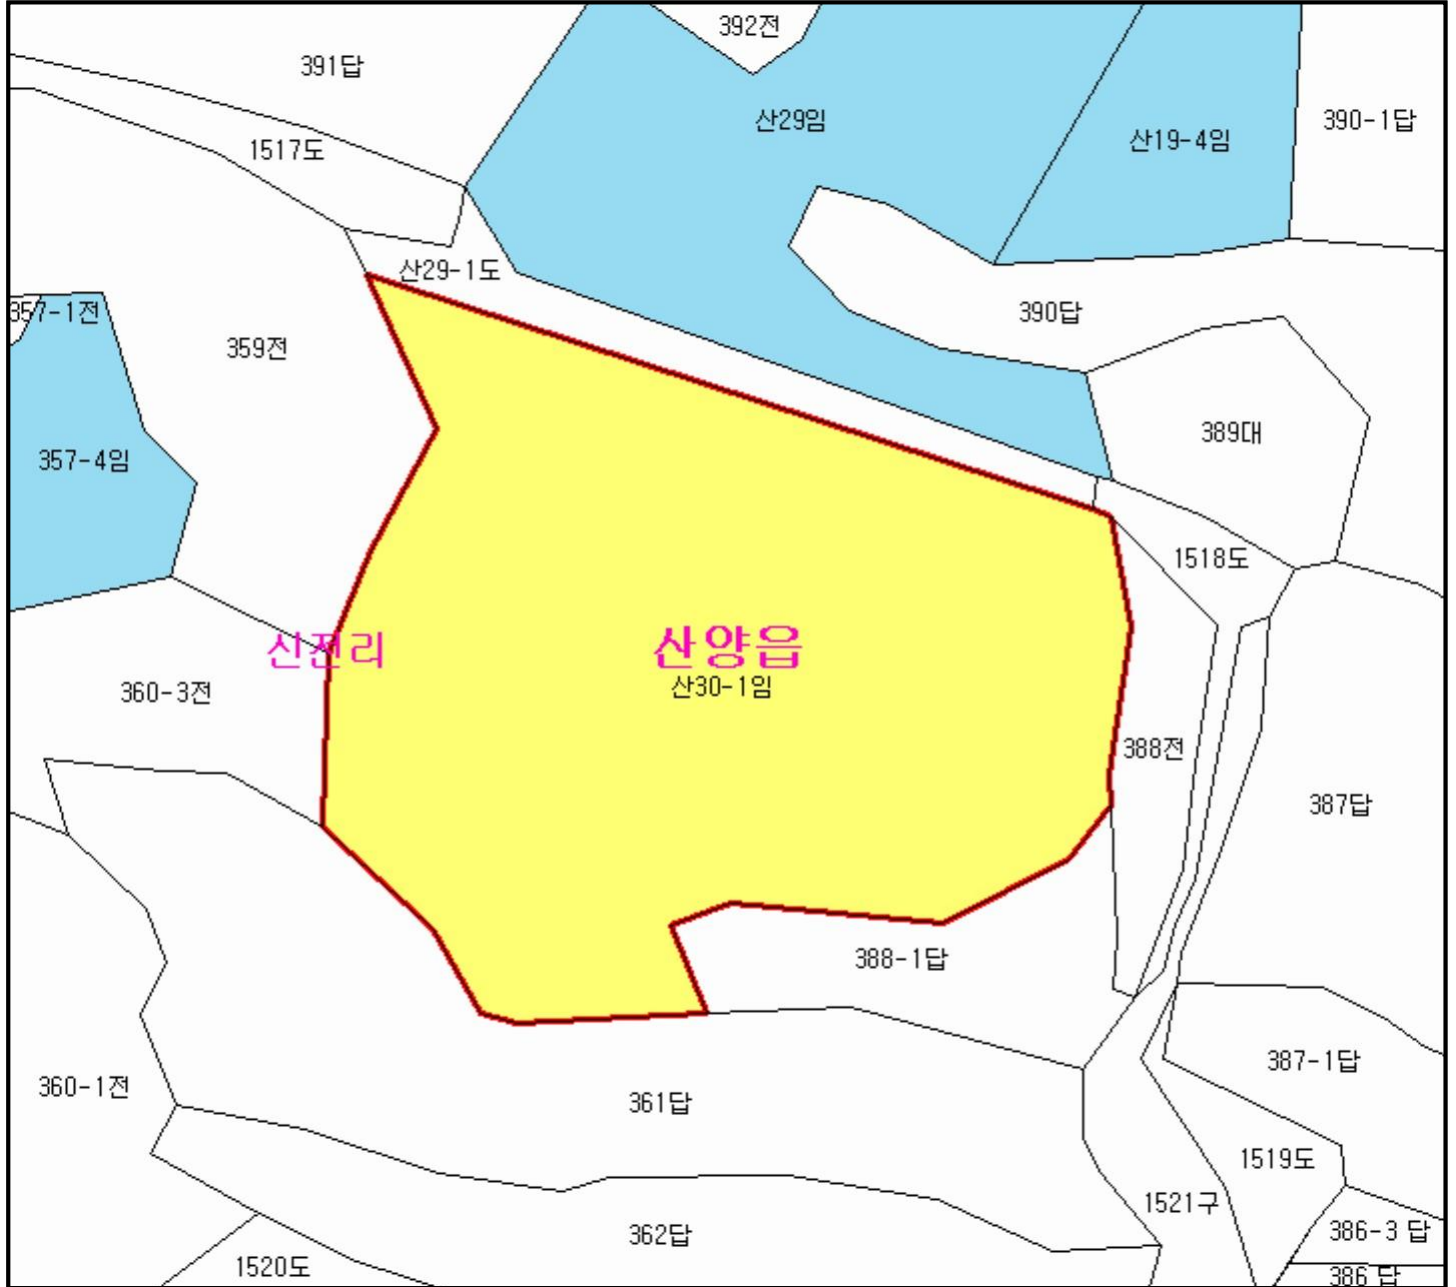 392전
391답
산29임
390-1답
산19-4임
1517도
산29-1도
357-1전
390답
359전
389대
357-4임
1518도
신전리
산양읍
산30-1임
360-3전
388전
387답
388-1답
387-1답
360-1전
361답
1519도
1521구
386-3 답
362답
1520도
386 답